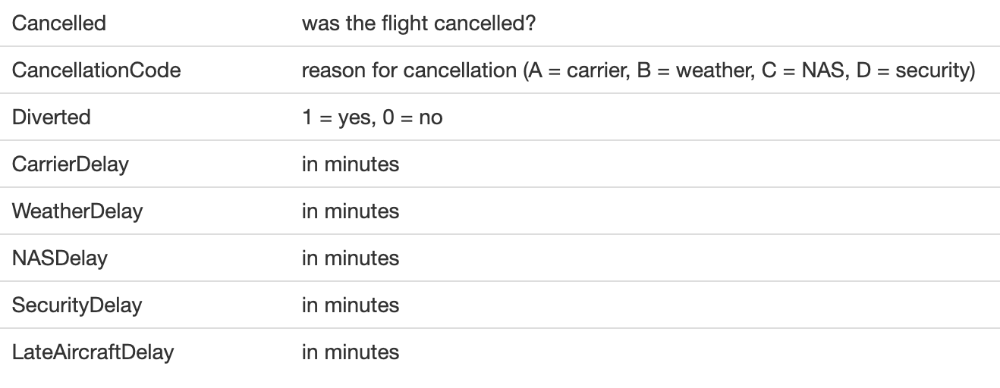 Cancelled was the flight cancelled?
CancellationCode reason for cancellation (A = carrier, B = weather, C = NAS, D = security)
Diverted 1 = yes, 0 = no
CarrierDelay in minutes
WeatherDelay in minutes
NASDelay in minutes
SecurityDelay in minutes
LateAircraftDelay in minutes